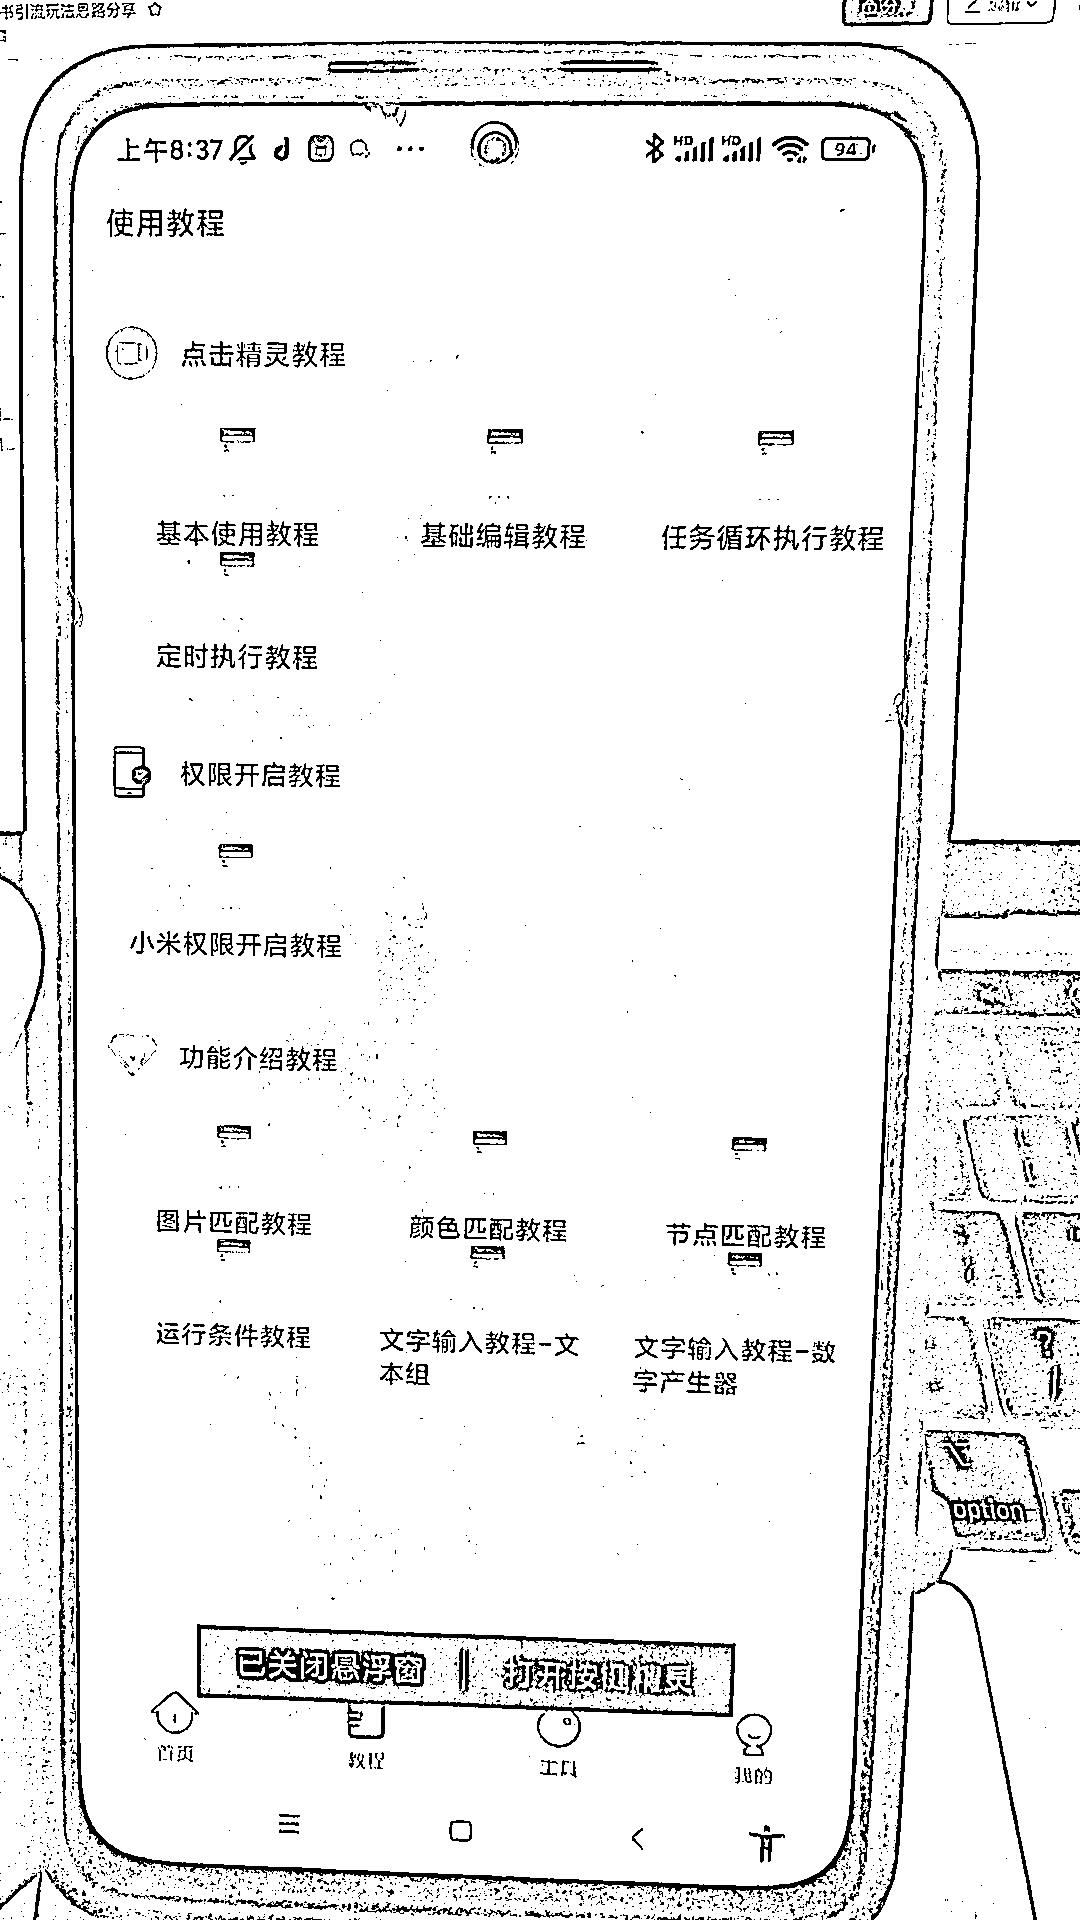 书引流玩法思路分享
上午8:37
94
使用教程
点击精灵教程
基本使用教程 基础编辑教程 任务循环执行教程
定时执行教程
权限开启教程
小米权限开启教程
功能介绍教程
图片匹配教程 颜色匹配教程 节点匹配教程
运行条件教程 文字输入教程-文 文字输入教程-数
本组 字产生器
已关闭悬浮窗 打开按钮精灵
首页 教程 工具 我的
option